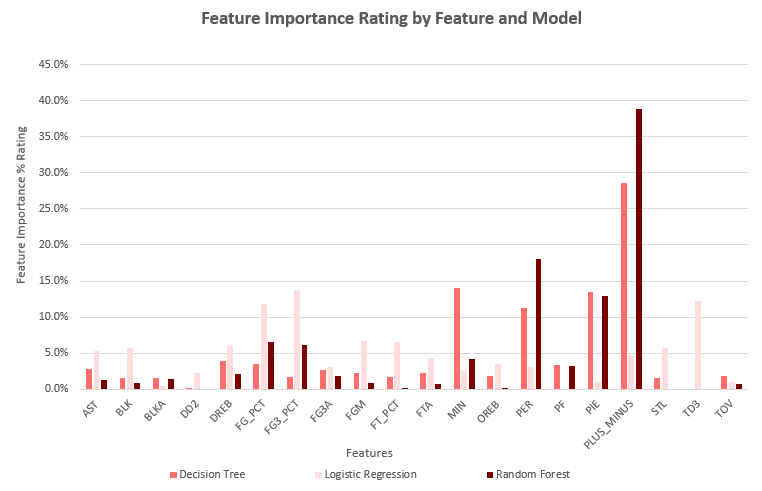 Feature Importance Rating by Feature and Model
45.0%
40.0%
35.0%
30.0%
25.0%
20.0%
15.0%
10.0%
5.0%
0.0%
Feature Importance % Rating
AST
BLK
BLKA
DD2
DREB
FG_PCT
FG3_PCT
FG3A
FGM
FT_PCT
FTA
MIN
OREB
PER
PF
PIE
PLUS_MINUS
STL
TD3
TOV
Features
Decision Tree
Logistic Regression
Random Forest